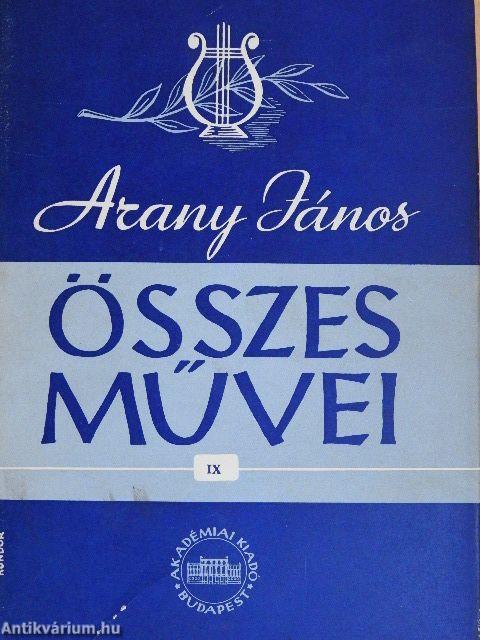 Arany János
ÖSSZES
MŰVEI
IX
KONDOR
AKADÉMIAI KIADÓ
BUDAPEST
Antikvárium.hu